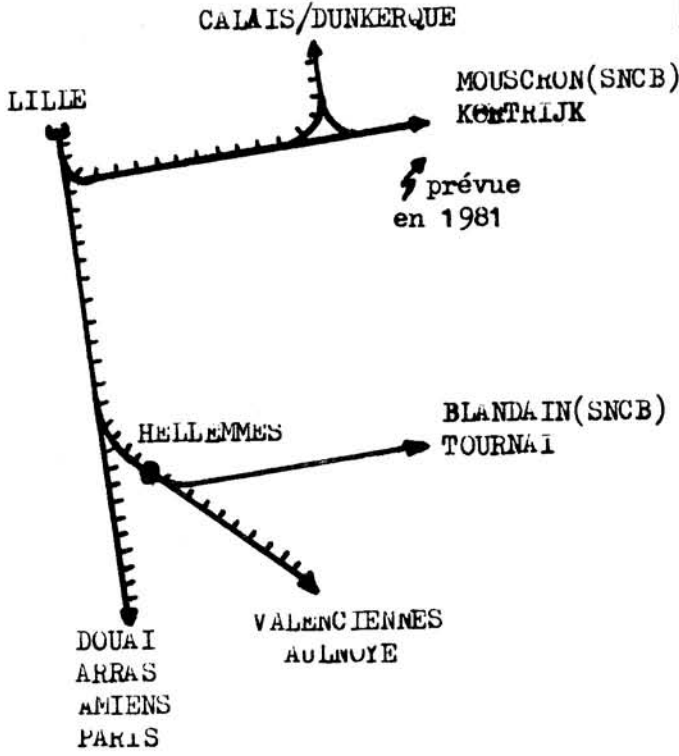 CALAIS/DUNKERQUE
LILLE
MOUSCRON(SNCB)
KORTRIJK
prévue
en 1981
HELLEMMES
BLANDAIN(SNCB)
TOURNAI
VALENCIENNES
AULNOYE
DOUAI
ARRAS
AMIENS
PARIS